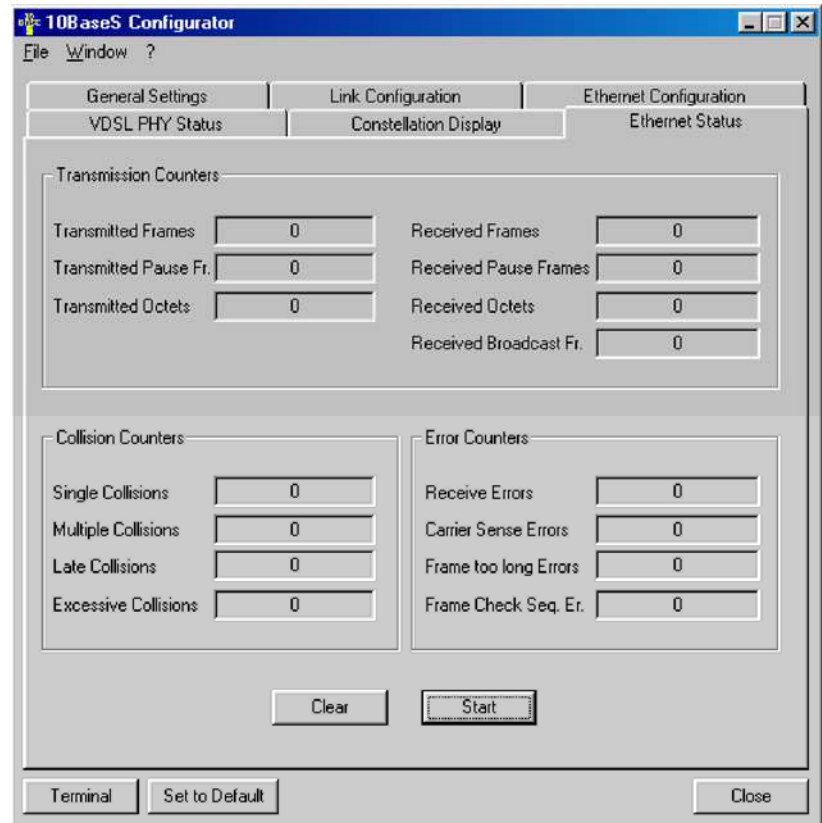 10BaseS Configurator
File Window ?
General Settings Link Configuration Ethernet Configuration
VDSL PHY Status Constellation Display Ethernet Status
Transmission Counters
Transmitted Frames 0 Received Frames 0
Transmitted Pause Fr. 0 Received Pause Frames 0
Transmitted Octets 0 Received Octets 0
Received Broadcast Fr. 0
Collision Counters Error Counters
Single Collisions 0 Receive Errors 0
Multiple Collisions 0 Carrier Sense Errors 0
Late Collisions 0 Frame too long Errors 0
Excessive Collisions 0 Frame Check Seq. Er. 0
Clear Start
Terminal Set to Default Close